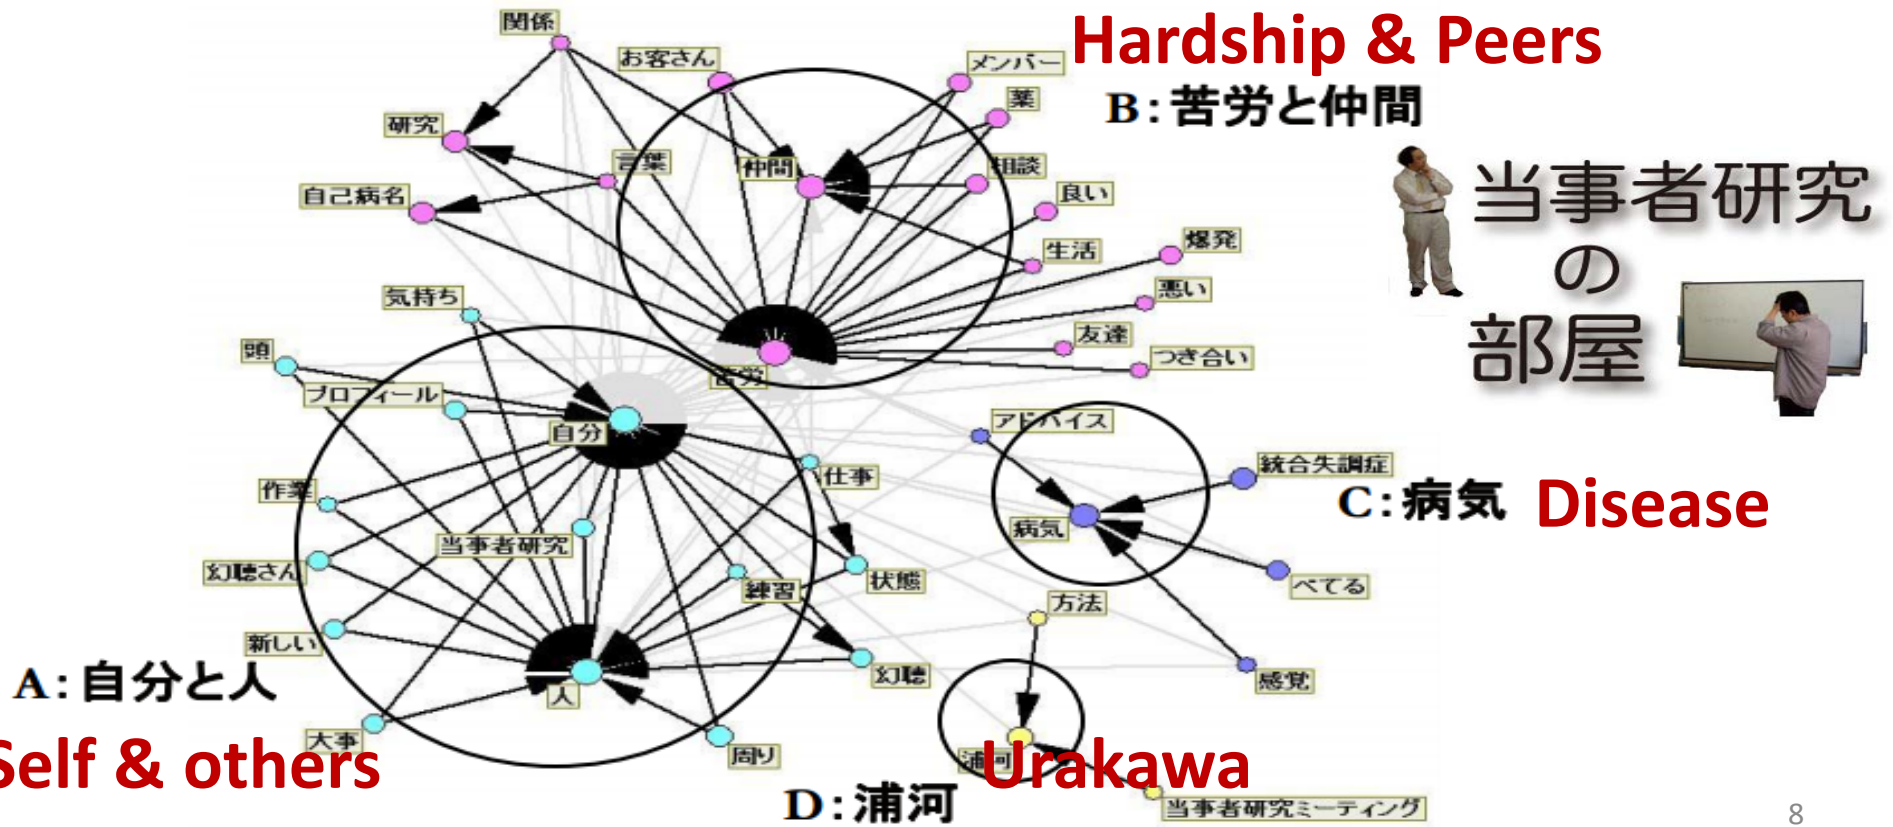 関係
お客さん
メンバー
Hardship & Peers
薬
B:苦労と仲間
研究
言葉
仲間
相談
自己病名
良い
当事者研究
の
部屋
生活
爆発
気持ち
悪い
友達
頭
つき合い
苦労
プロフィール
自分
アドバイス
仕事
統合失調症
作業
C:病気
Disease
病気
当事者研究
幻聴さん
練習
状態
べてる
方法
新しい
幻聴
感覚
A:自分と人
人
大事
周り
Self & others
浦河
Urakawa
D:浦河
当事者研究ミーティング
8